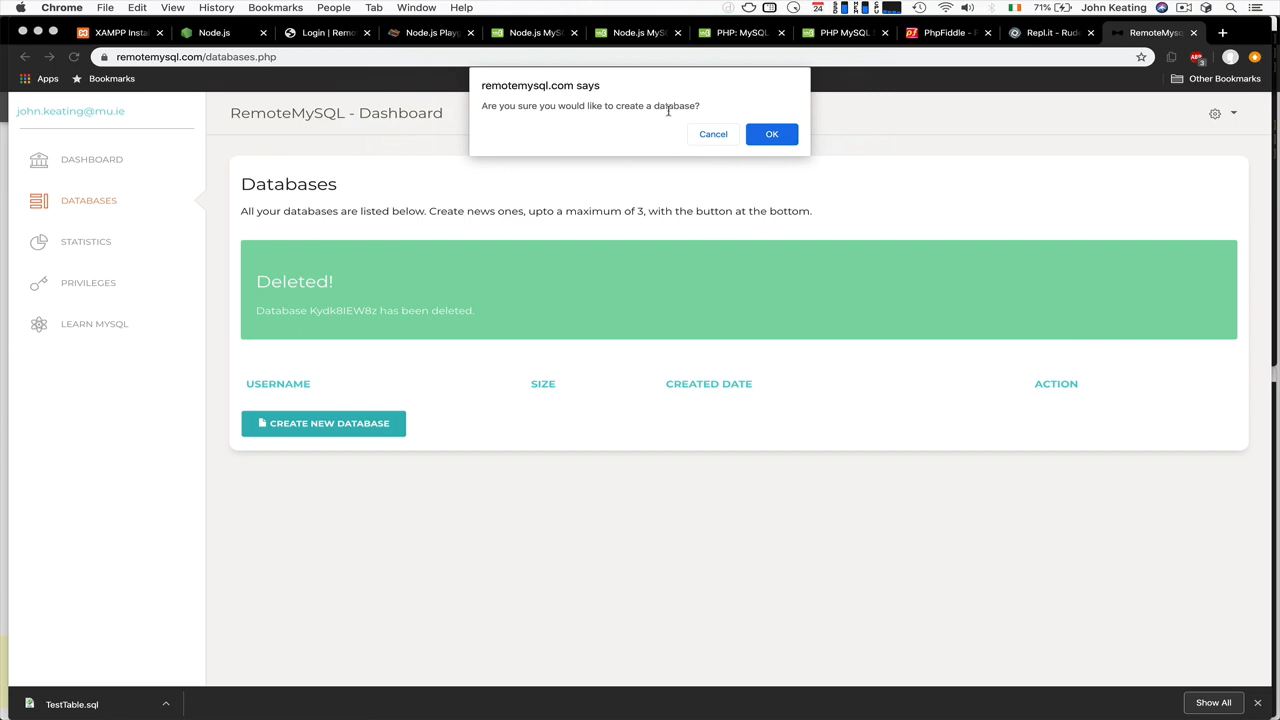 Chrome File Edit View History Bookmarks People Tab Window Help 24 71% John Keating
XAMPP Insta Node.js Login | Remo Node.js Play Node.js MyS Node.js MyS PHP: MySQL PHP MySQL PhpFiddle - F Repl.it - Rude RemoteMys
remotemysql.com/databases.php ABP 3
Apps Bookmarks Other Bookmarks
remotemysql.com says
Are you sure you would like to create a database?
Cancel OK
john.keating@mu.ie
RemoteMySQL - Dashboard
DASHBOARD
DATABASES
STATISTICS
PRIVILEGES
LEARN MYSQL
Databases
All your databases are listed below. Create news ones, upto a maximum of 3, with the button at the bottom.
Deleted!
Database Kydk8IEW8z has been deleted.
USERNAME SIZE CREATED DATE ACTION
CREATE NEW DATABASE
TestTable.sql Show All